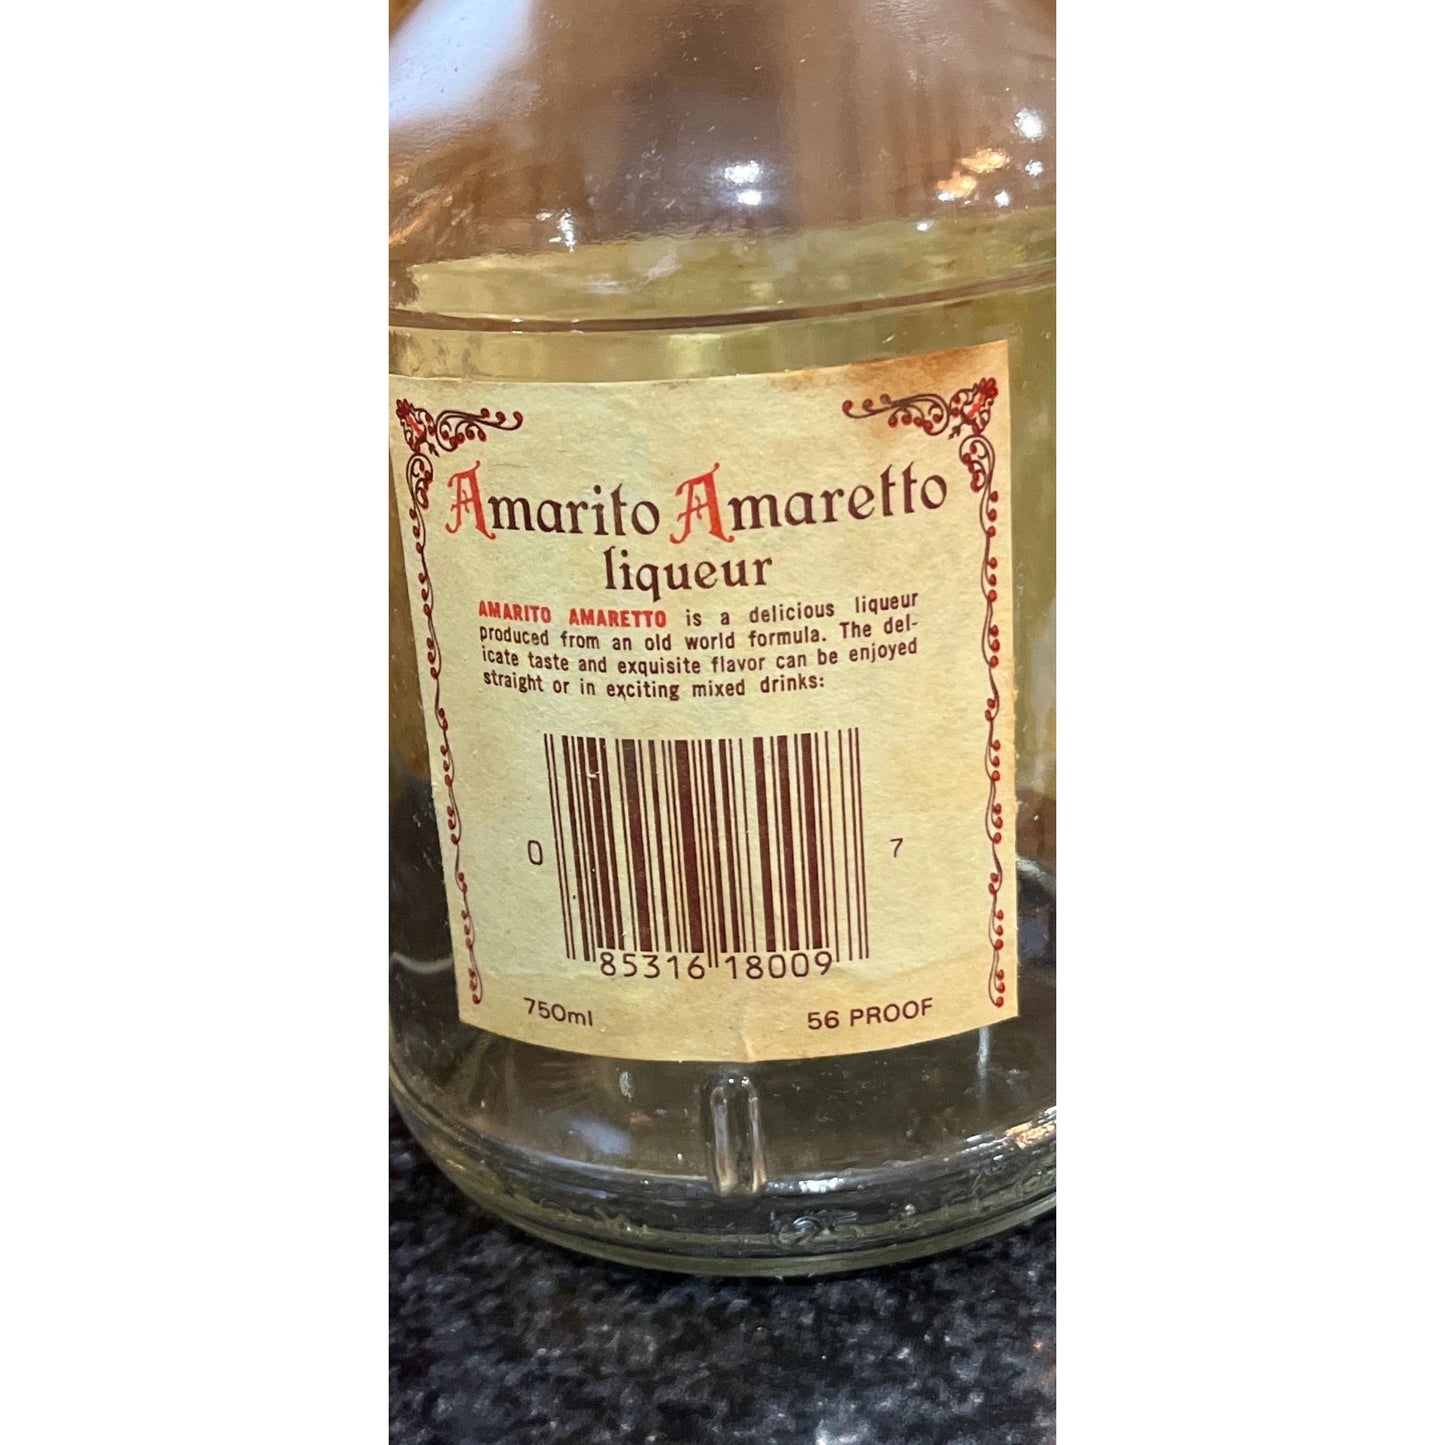 Amarito Amaretto
liqueur
AMARITO AMARETTO is a delicious liqueur
produced from an old world formula. The del-
icate taste and exquisite flavor can be enjoyed
straight or in exciting mixed drinks:
0 85316 18009 7
750ml 56 PROOF